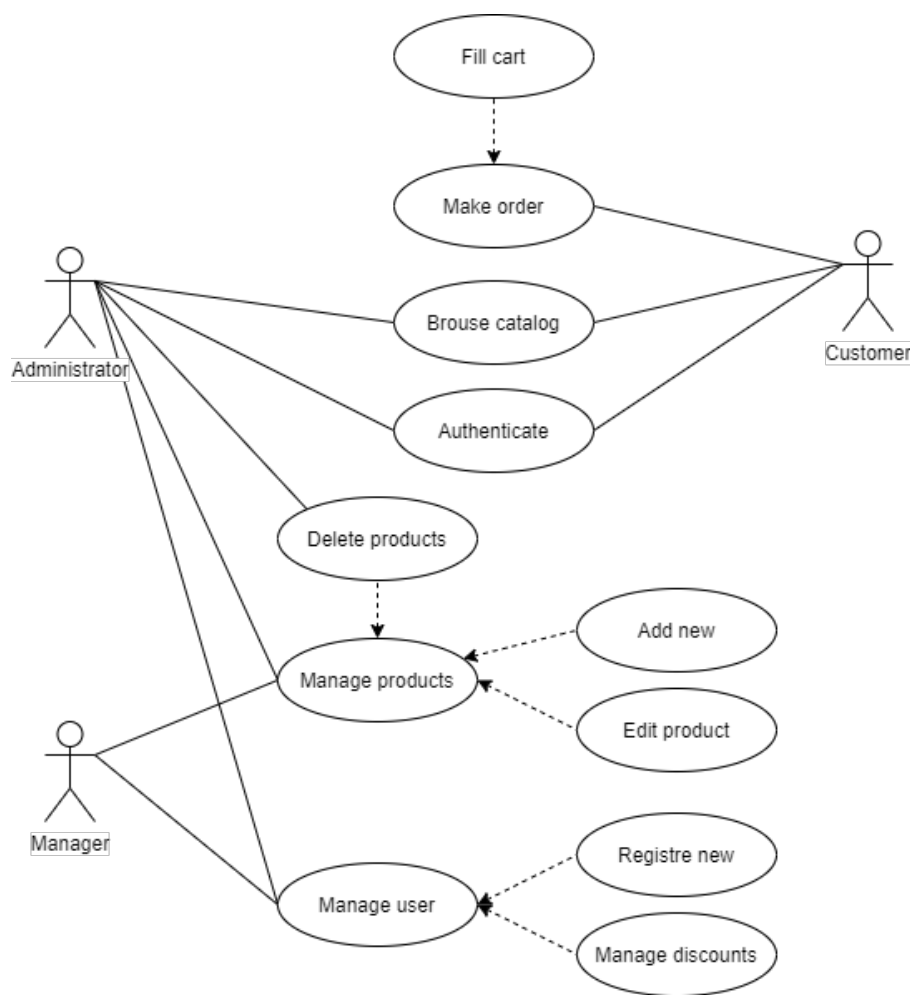 Fill cart
Make order
Brouse catalog
Administrator
Customer
Authenticate
Delete products
Add new
Manage products
Edit product
Manager
Registre new
Manage user
Manage discounts